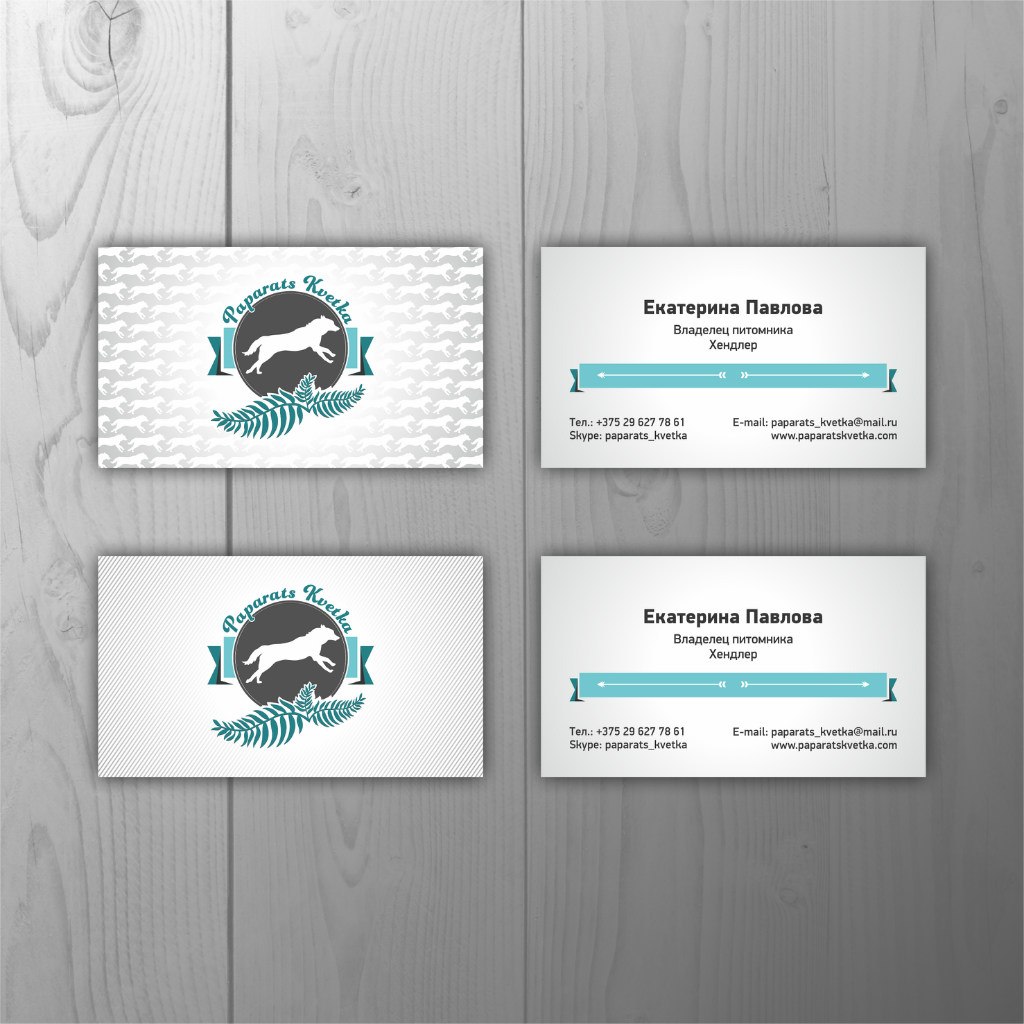 Paparats Kvetka
Екатерина Павлова
Владелец питомника
Хендлер
Тел.: +375 29 627 78 61
Skype: paparats_kvetka
E-mail: paparats_kvetka@mail.ru
www.paparatskvetka.com
Paparats Kvetka
Екатерина Павлова
Владелец питомника
Хендлер
Тел.: +375 29 627 78 61
Skype: paparats_kvetka
E-mail: paparats_kvetka@mail.ru
www.paparatskvetka.com